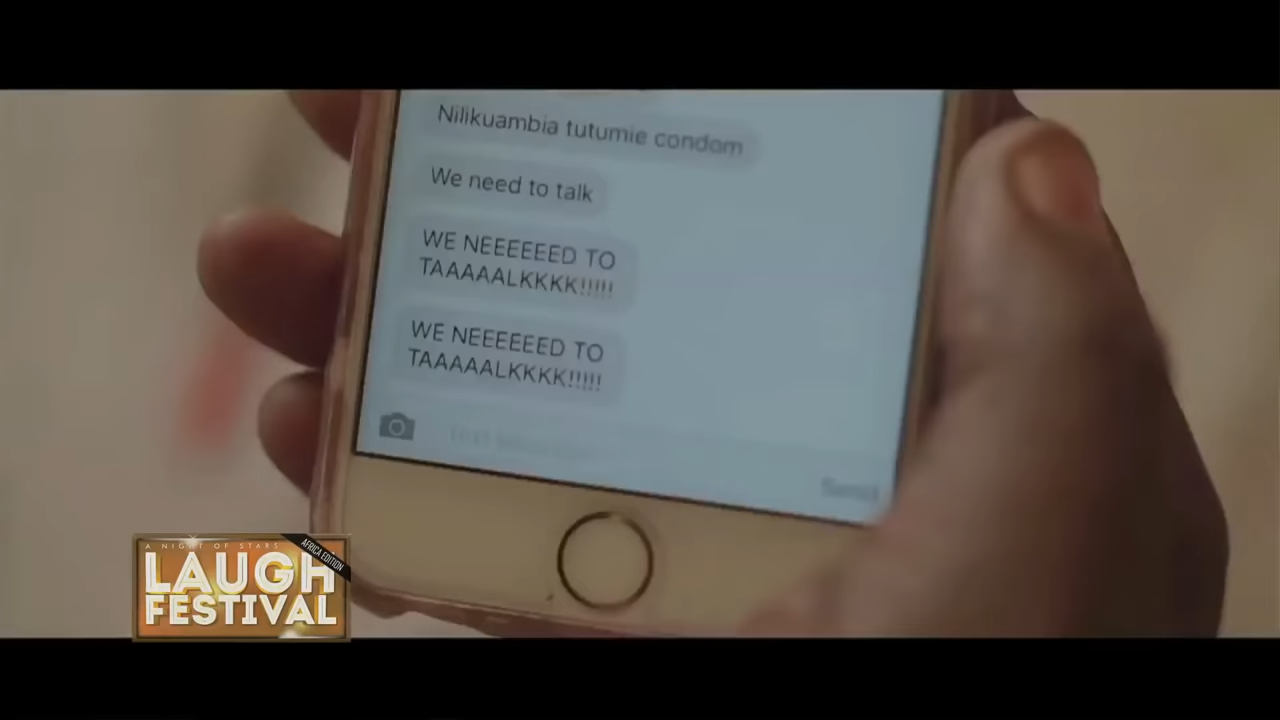 Nilikuambia tutumie condom
We need to talk
WE NEEEEEED TO
TAAAAALKKKK!!!!!
WE NEEEEEED TO
TAAAAALKKKK!!!!!
Send
A NIGHT OF STARS
AFRICA EDITION
LAUGH
FESTIVAL